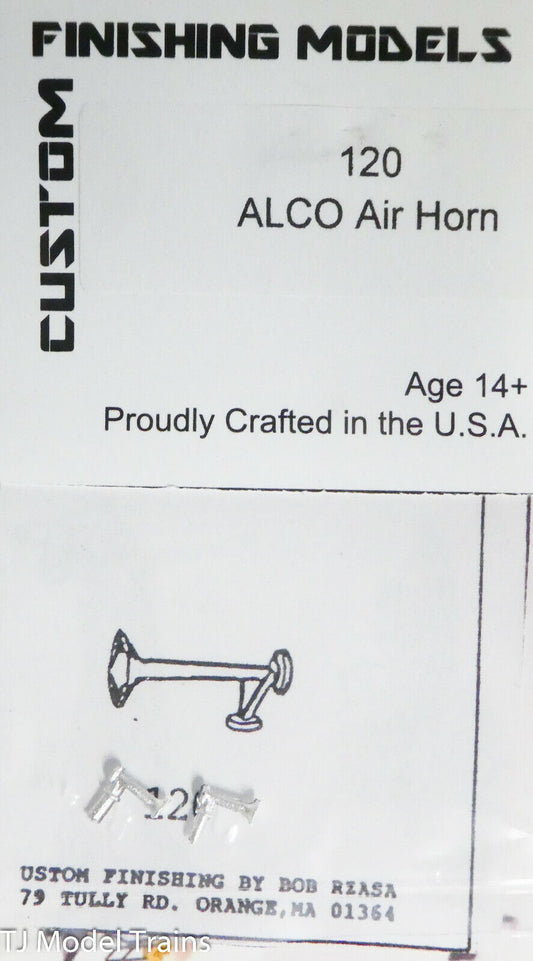 FINISHING MODELS
CUSTOM
120
ALCO Air Horn
Age 14+
Proudly Crafted in the U.S.A.
120
USTOM FINISHING BY BOB RZASA
79 TULLY RD. ORANGE, MA 01364
TJ Model Trains